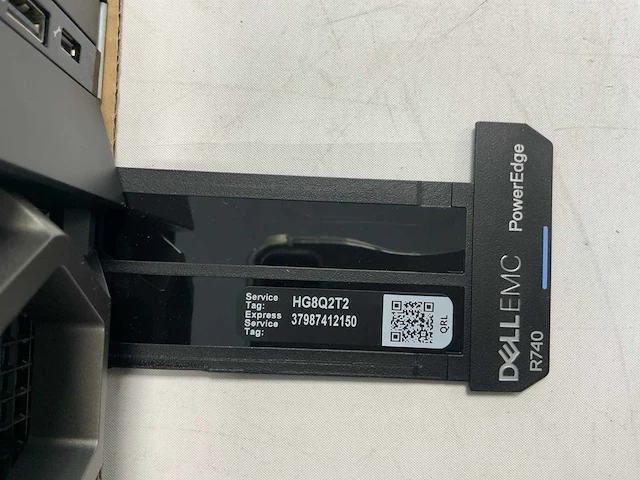 Service
Tag: HG8Q2T2
Express
Service
Tag: 37987412150
QRL
DELL EMC PowerEdge
R740